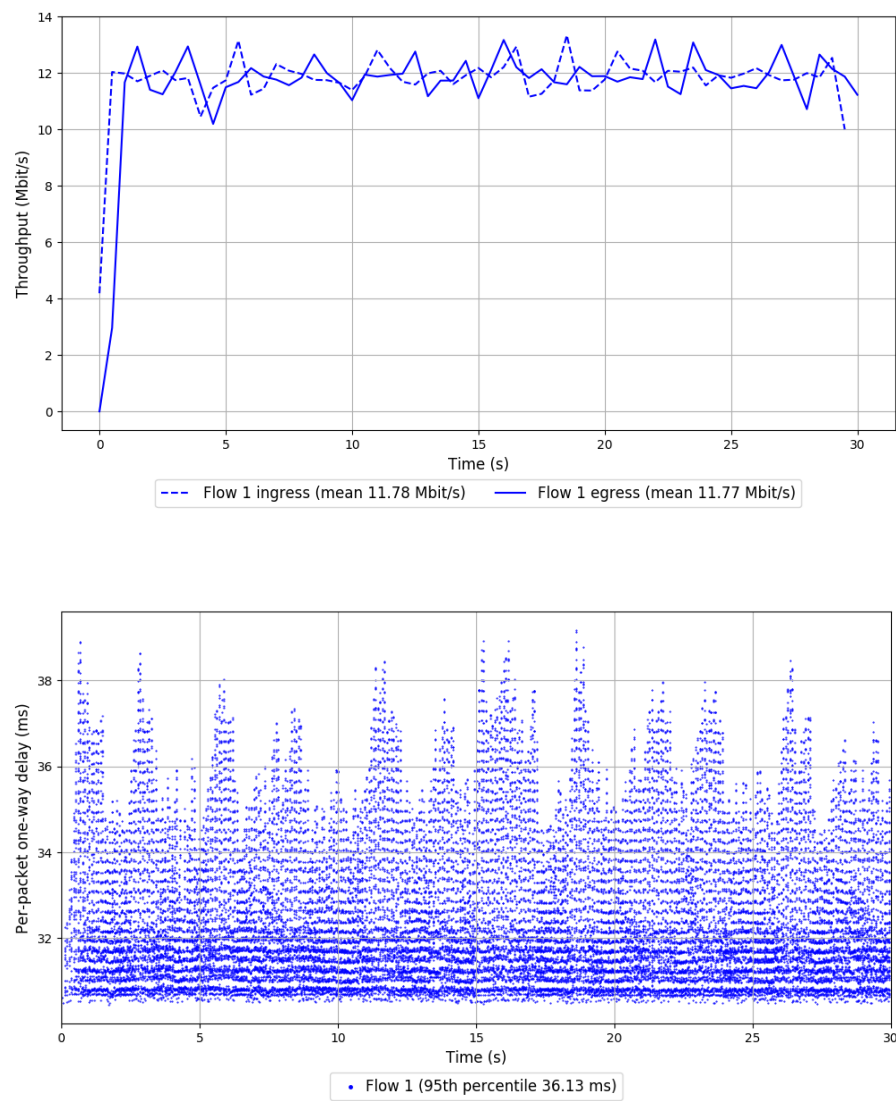 14
12
10
8
6
4
2
0
Throughput (Mbit/s)
0 5 10 15 20 25 30
Time (s)
Flow 1 ingress (mean 11.78 Mbit/s) Flow 1 egress (mean 11.77 Mbit/s)
38
36
34
32
Per-packet one-way delay (ms)
0 5 10 15 20 25 30
Time (s)
Flow 1 (95th percentile 36.13 ms)